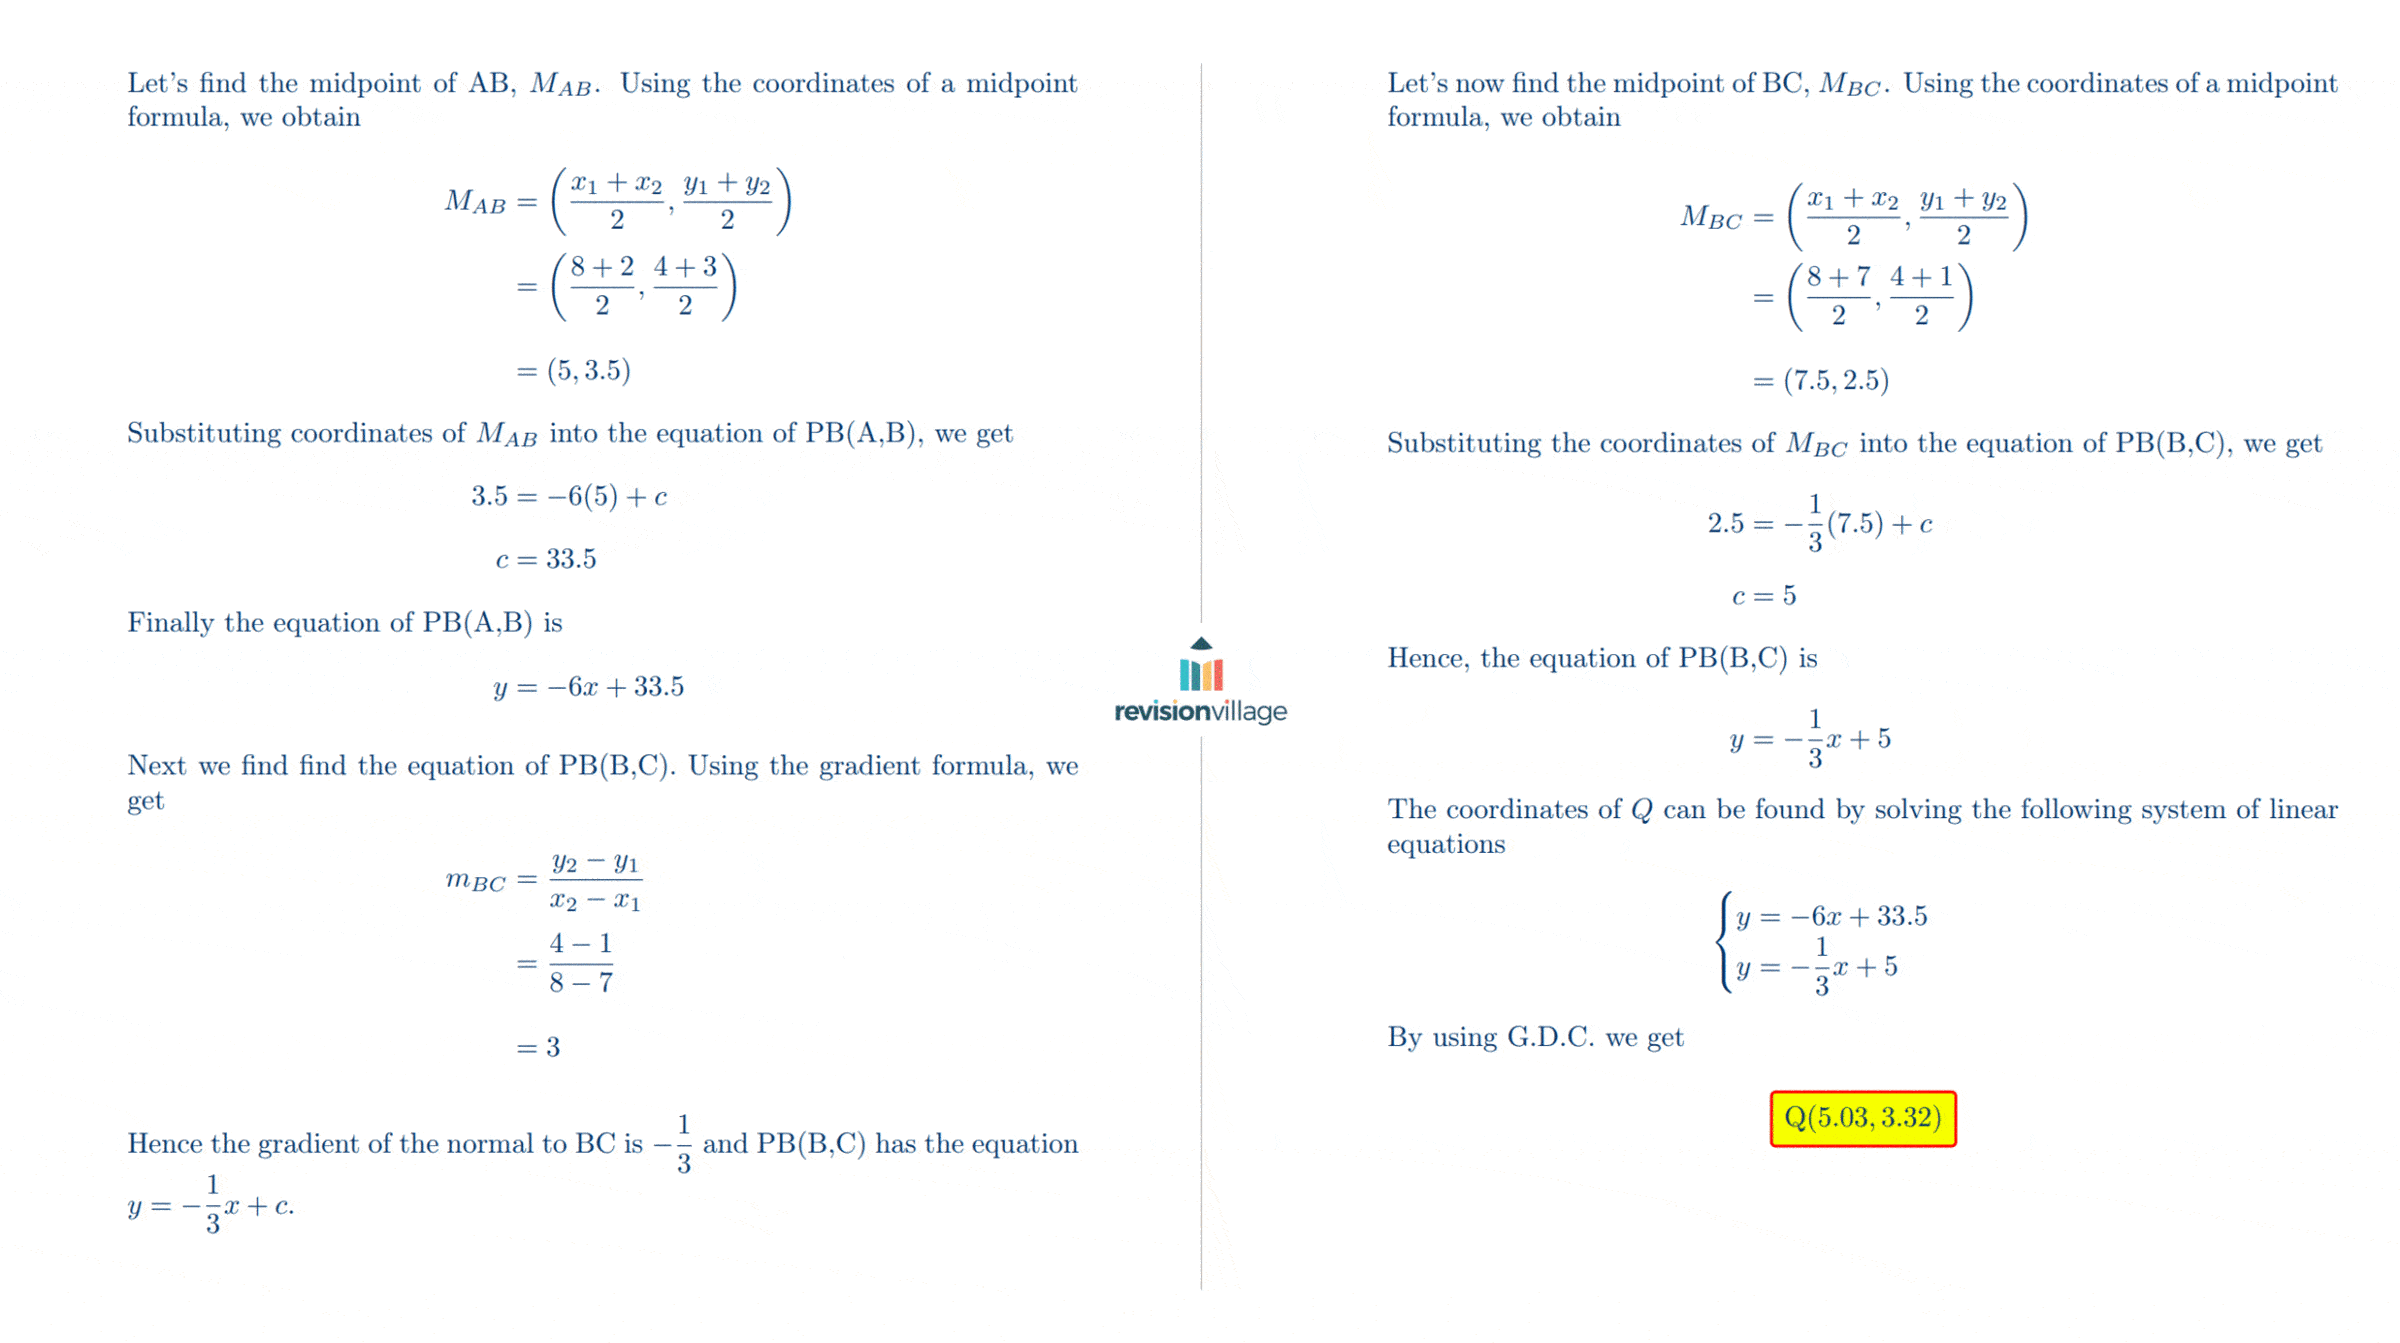 Let's find the midpoint of AB, M_{AB}. Using the coordinates of a midpoint
formula, we obtain
M_{AB} = \left(\frac{x_1 + x_2}{2}, \frac{y_1 + y_2}{2}\right)
= \left(\frac{8 + 2}{2}, \frac{4 + 3}{2}\right)
= (5, 3.5)
Substituting coordinates of M_{AB} into the equation of PB(A,B), we get
3.5 = −6(5) + c
c = 33.5
Finally the equation of PB(A,B) is
y = −6x + 33.5
Next we find find the equation of PB(B,C). Using the gradient formula, we
get
m_{BC} = \frac{y_2 − y_1}{x_2 − x_1}
= \frac{4 − 1}{8 − 7}
= 3
Hence the gradient of the normal to BC is −\frac{1}{3} and PB(B,C) has the equation
y = −\frac{1}{3}x + c.
revisionvillage
Let's now find the midpoint of BC, M_{BC}. Using the coordinates of a midpoint
formula, we obtain
M_{BC} = \left(\frac{x_1 + x_2}{2}, \frac{y_1 + y_2}{2}\right)
= \left(\frac{8 + 7}{2}, \frac{4 + 1}{2}\right)
= (7.5, 2.5)
Substituting the coordinates of M_{BC} into the equation of PB(B,C), we get
2.5 = −\frac{1}{3}(7.5) + c
c = 5
Hence, the equation of PB(B,C) is
y = −\frac{1}{3}x + 5
The coordinates of Q can be found by solving the following system of linear
equations
y = −6x + 33.5
y = −\frac{1}{3}x + 5
By using G.D.C. we get
Q(5.03, 3.32)